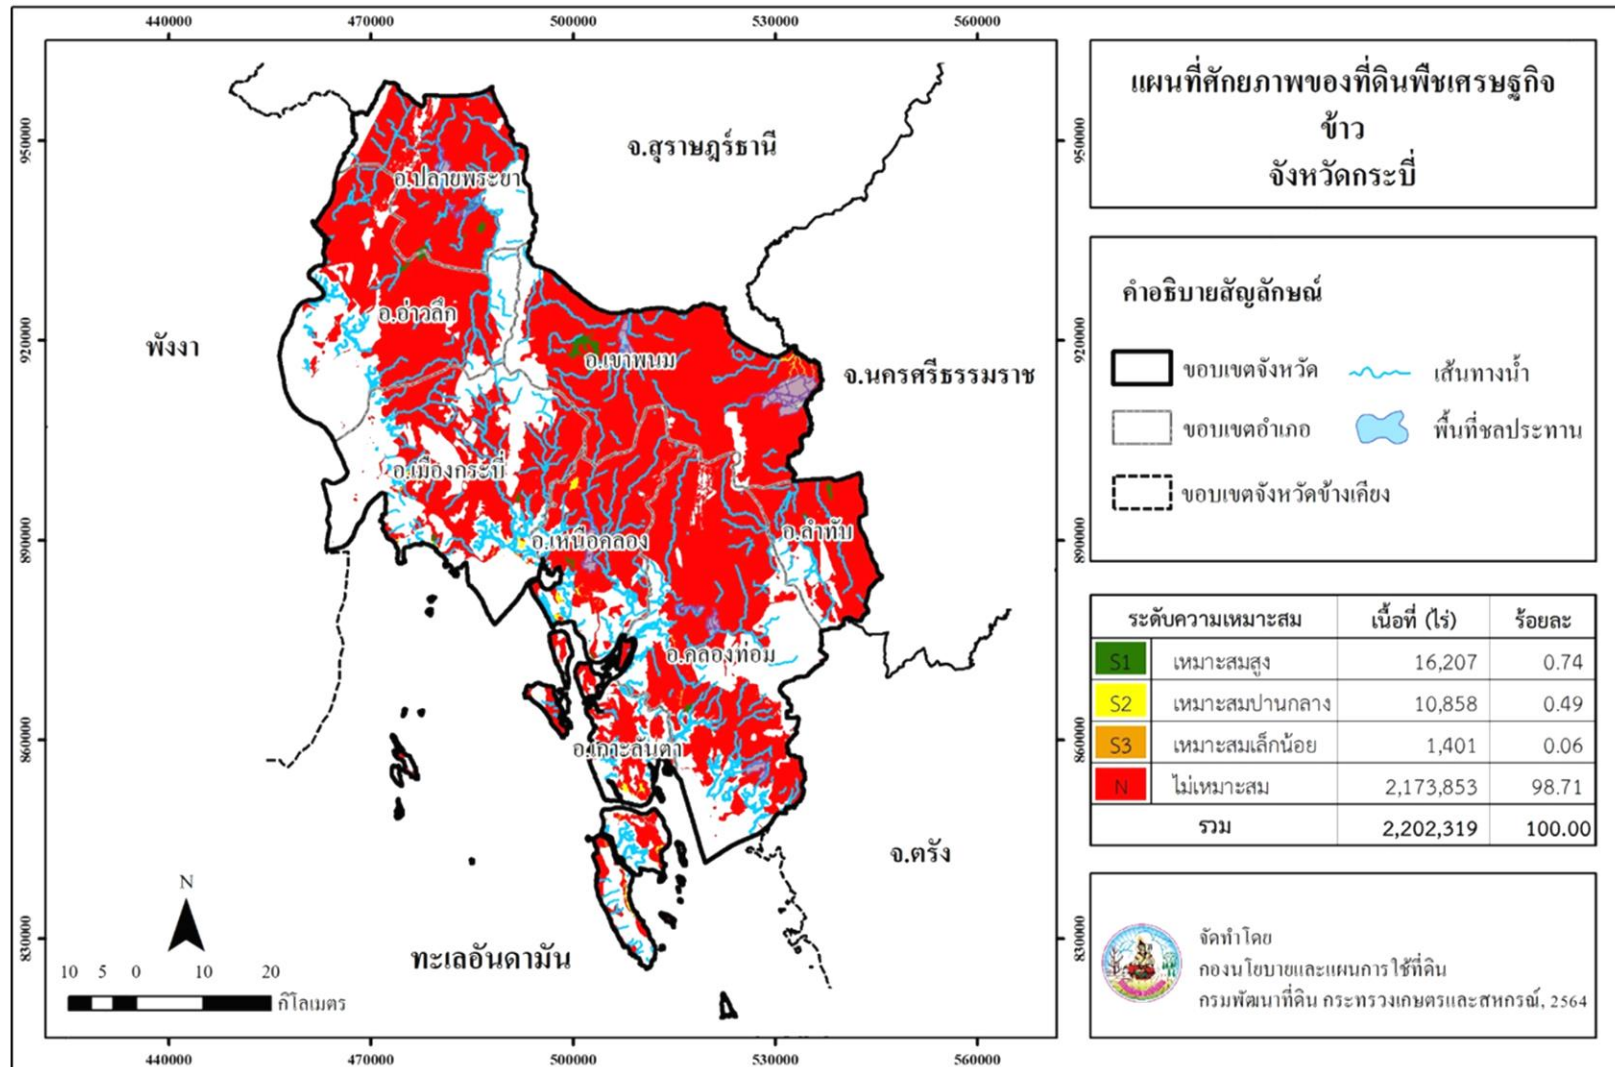 440000 470000 500000 530000 560000
แผนที่ศักยภาพของที่ดินพืชเศรษฐกิจ
ข้าว
จังหวัดกระบี่
950000
950000
จ.สุราษฎร์ธานี
อ.ปลายพระยา
คำอธิบายสัญลักษณ์
อ.อ่าวลึก
พังงา
920000
920000
อ.เขาพนม
จ.นครศรีธรรมราช
ขอบเขตจังหวัด
เส้นทางน้ำ
ขอบเขตอำเภอ
พื้นที่ชลประทาน
ขอบเขตจังหวัดข้างเคียง
อ.เมืองกระบี่
890000
890000
อ.เหนือคลอง
อ.ลำทับ
อ.คลองท่อม
อ.เกาะลันตา
860000
860000
ระดับความเหมาะสม เนื้อที่ (ไร่) ร้อยละ
S1 เหมาะสมสูง 16,207 0.74
S2 เหมาะสมปานกลาง 10,858 0.49
S3 เหมาะสมเล็กน้อย 1,401 0.06
N ไม่เหมาะสม 2,173,853 98.71
รวม 2,202,319 100.00
จ.ตรัง
830000
830000
ทะเลอันดามัน
N
10 5 0 10 20
กิโลเมตร
จัดทำโดย
กองนโยบายและแผนการใช้ที่ดิน
กรมพัฒนาที่ดิน กระทรวงเกษตรและสหกรณ์, 2564
440000 470000 500000 530000 560000